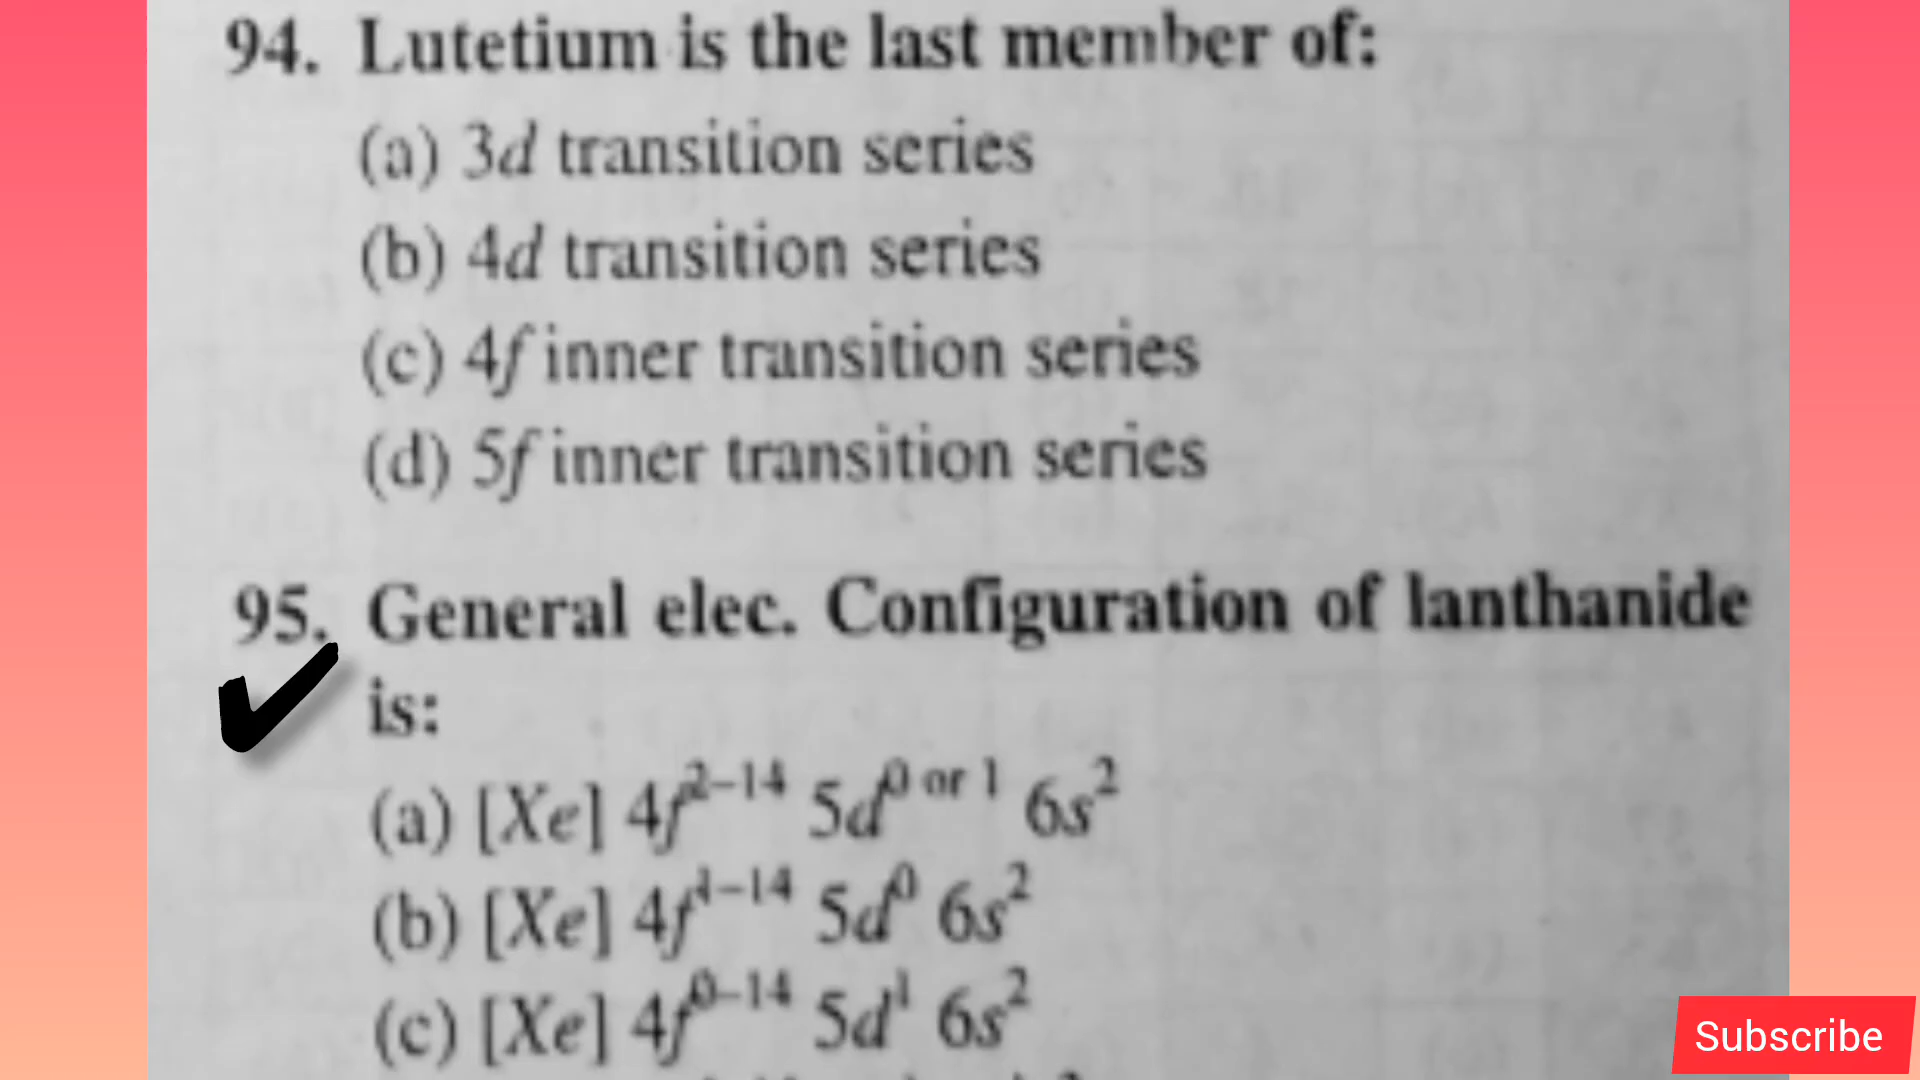 94. Lutetium is the last member of:
(a) 3d transition series
(b) 4d transition series
(c) 4f inner transition series
(d) 5f inner transition series
95. General elec. Configuration of lanthanide
is:
(a) [Xe] 4f²⁻¹⁴ 5d⁰ ᵒʳ ¹ 6s²
(b) [Xe] 4f¹⁻¹⁴ 5d⁰ 6s²
(c) [Xe] 4f⁰⁻¹⁴ 5d¹ 6s²
Subscribe